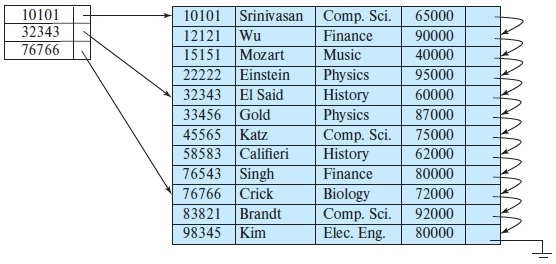 10101
32343
76766
10101 Srinivasan Comp. Sci. 65000
12121 Wu Finance 90000
15151 Mozart Music 40000
22222 Einstein Physics 95000
32343 El Said History 60000
33456 Gold Physics 87000
45565 Katz Comp. Sci. 75000
58583 Califieri History 62000
76543 Singh Finance 80000
76766 Crick Biology 72000
83821 Brandt Comp. Sci. 92000
98345 Kim Elec. Eng. 80000